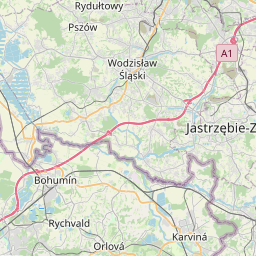 Rydułtowy
Pszów
Wodzisław
Śląski
A1
Jastrzębie-Z
Bohumín
Rychvald
Orlová
Karviná